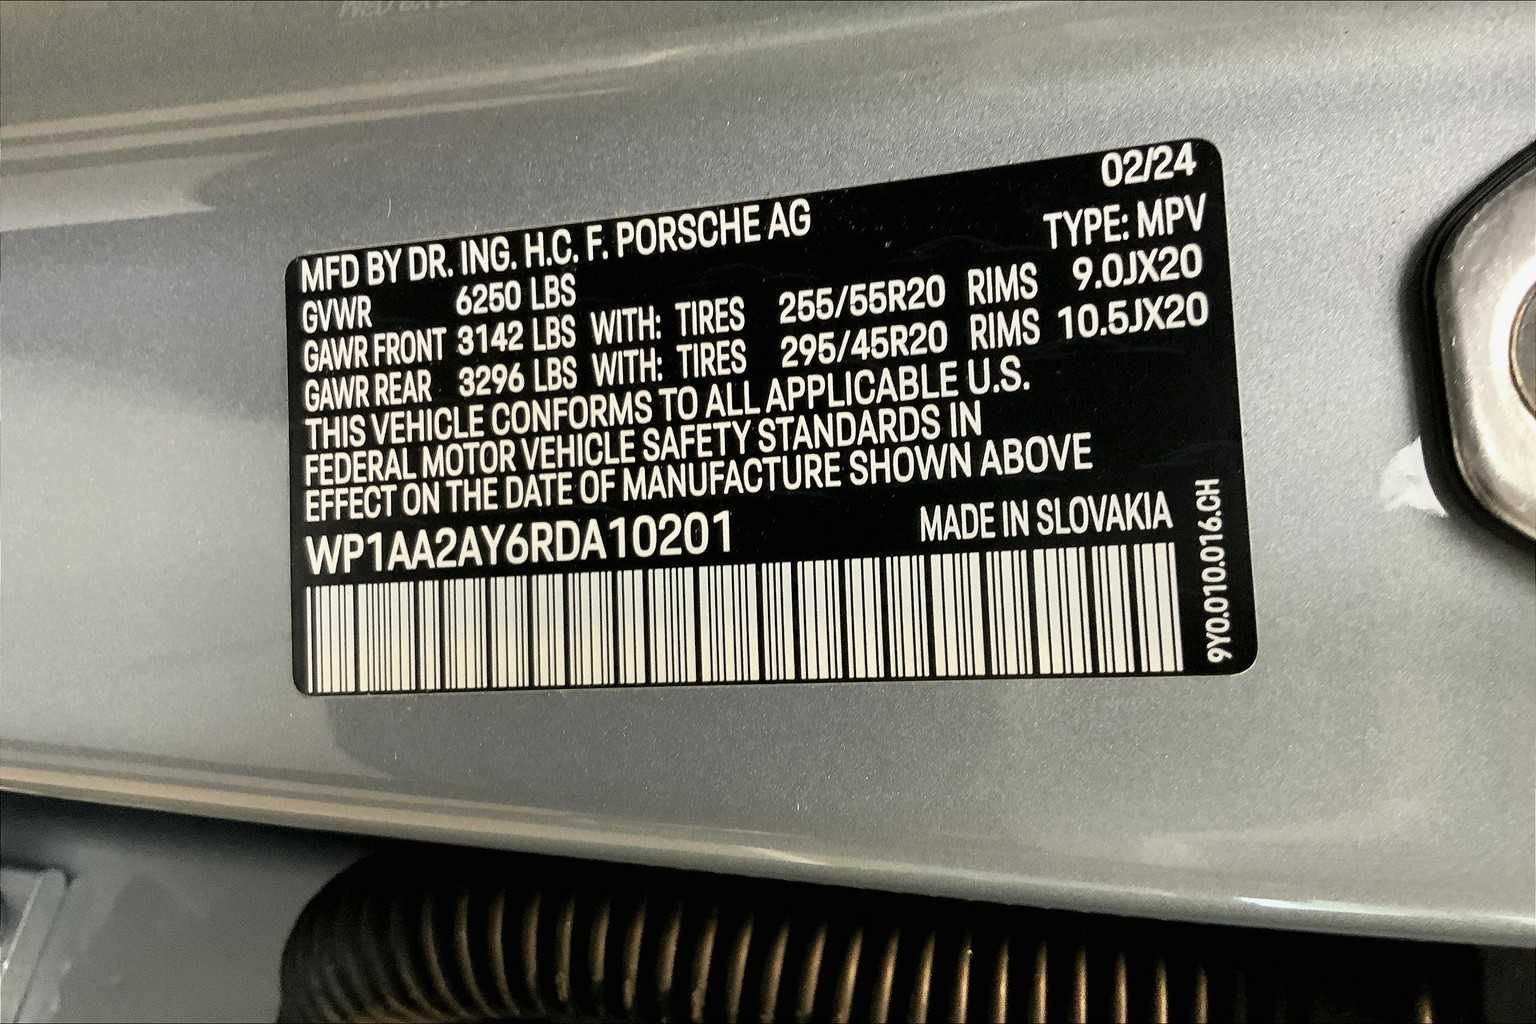 02/24
MFD BY DR. ING. H.C. F. PORSCHE AG TYPE: MPV
GVWR 6250 LBS
GAWR FRONT 3142 LBS WITH: TIRES 255/55R20 RIMS 9.0JX20
GAWR REAR 3296 LBS WITH: TIRES 295/45R20 RIMS 10.5JX20
THIS VEHICLE CONFORMS TO ALL APPLICABLE U.S.
FEDERAL MOTOR VEHICLE SAFETY STANDARDS IN
EFFECT ON THE DATE OF MANUFACTURE SHOWN ABOVE
WP1AA2AY6RDA10201 MADE IN SLOVAKIA
9Y0.010.016.CH